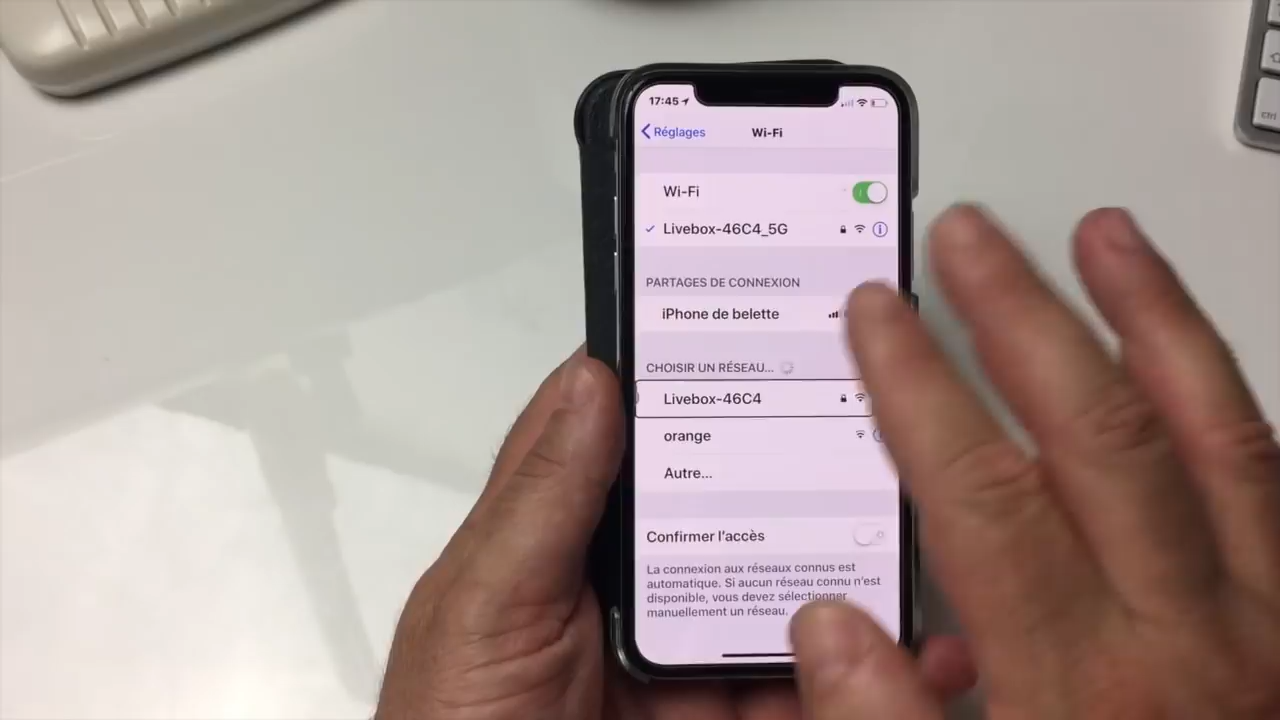 17:45
Réglages
Wi-Fi
Wi-Fi
Livebox-46C4_5G
PARTAGES DE CONNEXION
iPhone de belette
CHOISIR UN RÉSEAU...
Livebox-46C4
orange
Autre...
Confirmer l'accès
La connexion aux réseaux connus est
automatique. Si aucun réseau connu n'est
disponible, vous devez sélectionner
manuellement un réseau.
ctrl